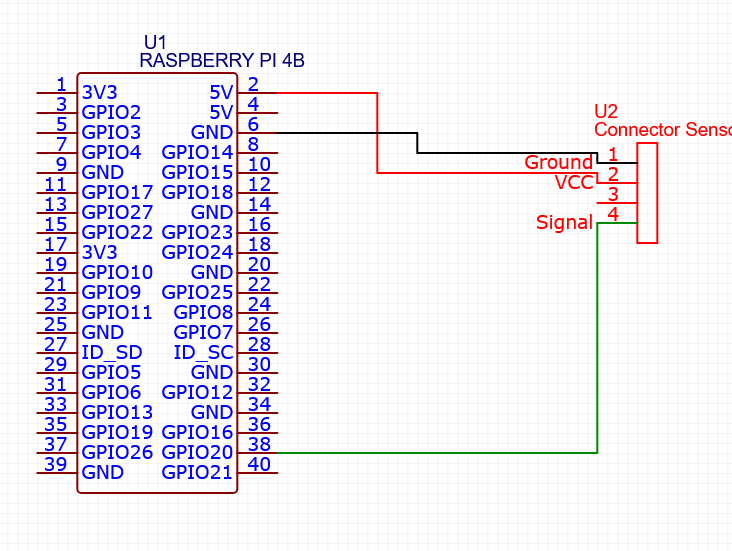 U1
RASPBERRY PI 4B
1 3V3 5V 2
3 GPIO2 5V 4
5 GPIO3 GND 6
7 GPIO4 GPIO14 8
9 GND GPIO15 10
11 GPIO17 GPIO18 12
13 GPIO27 GND 14
15 GPIO22 GPIO23 16
17 3V3 GPIO24 18
19 GPIO10 GND 20
21 GPIO9 GPIO25 22
23 GPIO11 GPIO8 24
25 GND GPIO7 26
27 ID_SD ID_SC 28
29 GPIO5 GND 30
31 GPIO6 GPIO12 32
33 GPIO13 GND 34
35 GPIO19 GPIO16 36
37 GPIO26 GPIO20 38
39 GND GPIO21 40
U2
Connector Senso
Ground 1
VCC 2
3
Signal 4